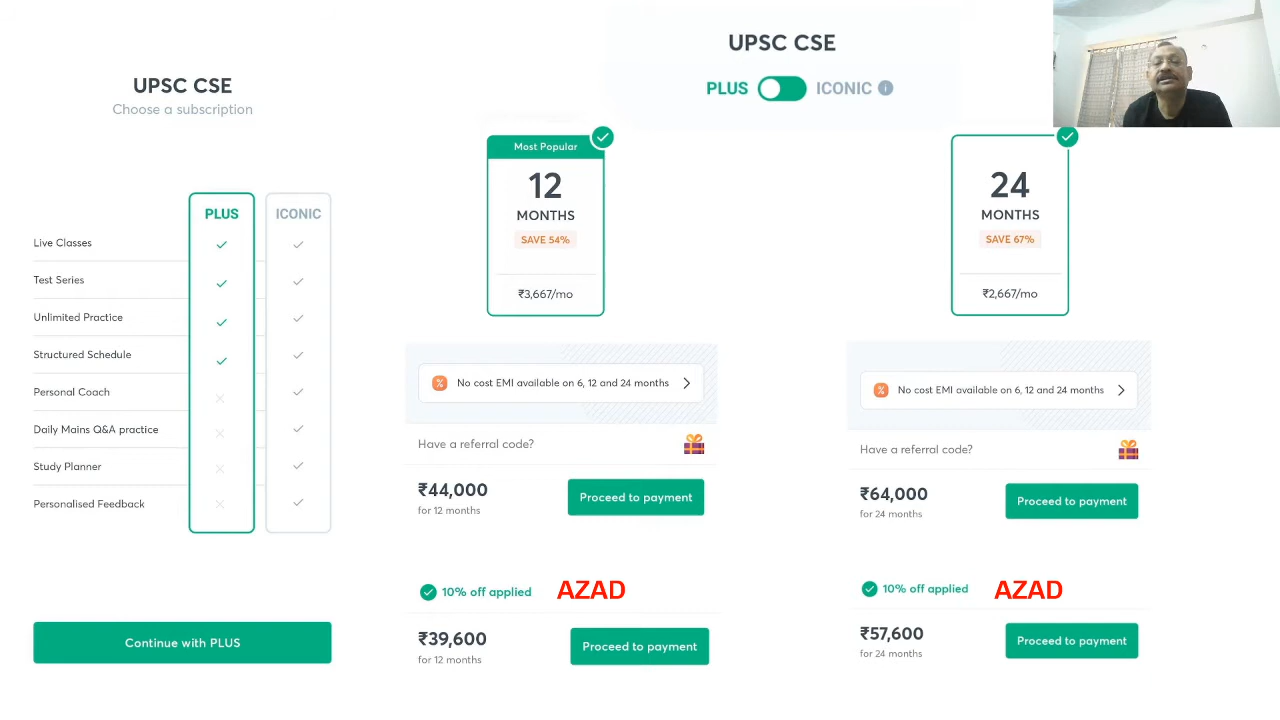 UPSC CSE
Choose a subscription
PLUS ICONIC
Live Classes
Test Series
Unlimited Practice
Structured Schedule
Personal Coach
Daily Mains Q&A practice
Study Planner
Personalised Feedback
Continue with PLUS
UPSC CSE
PLUS ICONIC i
Most Popular
12
MONTHS
SAVE 54%
₹3,667/mo
No cost EMI available on 6, 12 and 24 months
Have a referral code?
₹44,000
for 12 months
Proceed to payment
10% off applied AZAD
₹39,600
for 12 months
Proceed to payment
24
MONTHS
SAVE 67%
₹2,667/mo
No cost EMI available on 6, 12 and 24 months
Have a referral code?
₹64,000
for 24 months
Proceed to payment
10% off applied AZAD
₹57,600
for 24 months
Proceed to payment